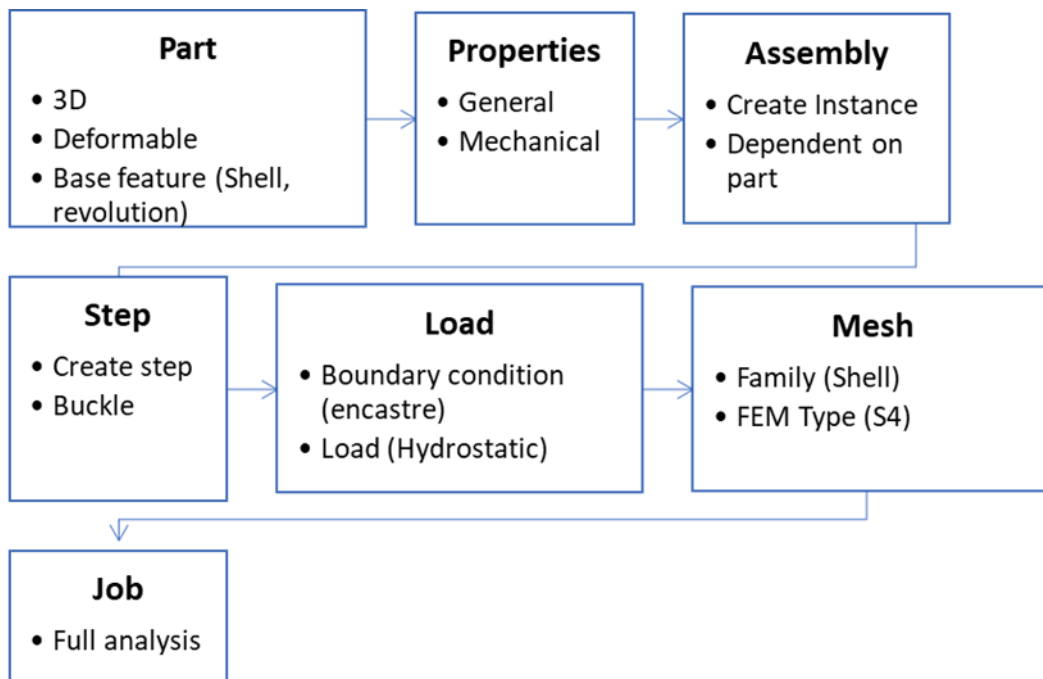 Part
• 3D
• Deformable
• Base feature (Shell,
revolution)
Properties
• General
• Mechanical
Assembly
• Create Instance
• Dependent on
part
Step
• Create step
• Buckle
Load
• Boundary condition
(encastre)
• Load (Hydrostatic)
Mesh
• Family (Shell)
• FEM Type (S4)
Job
• Full analysis